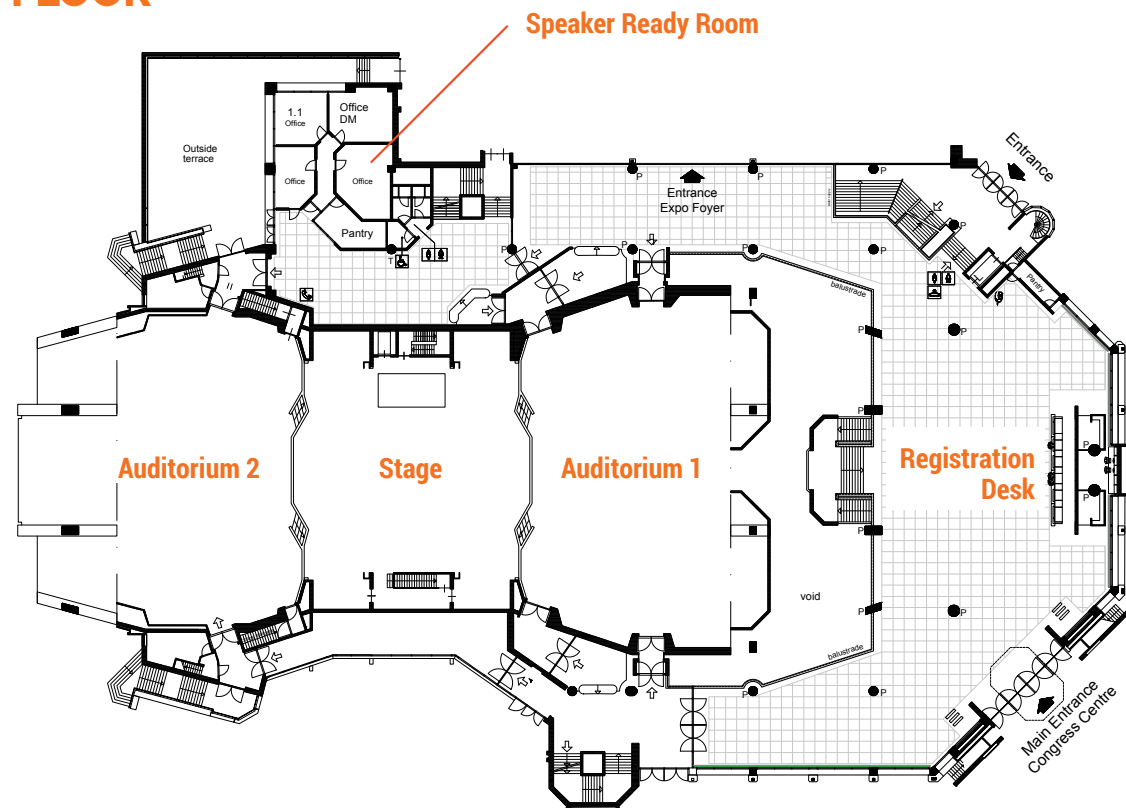 FLOOR
Speaker Ready Room
1.1
Office
Office
DM
Outside
terrace
Office
Office
Pantry
T
Entrance
Expo Foyer
Entrance
P
P
P
P
P
P
P
P
Pantry
balustrade
P
P
P
Auditorium 2
Stage
Auditorium 1
Registration
Desk
P
P
P
void
P
P
balustrade
P
P
P
Main Entrance
Congress Centre